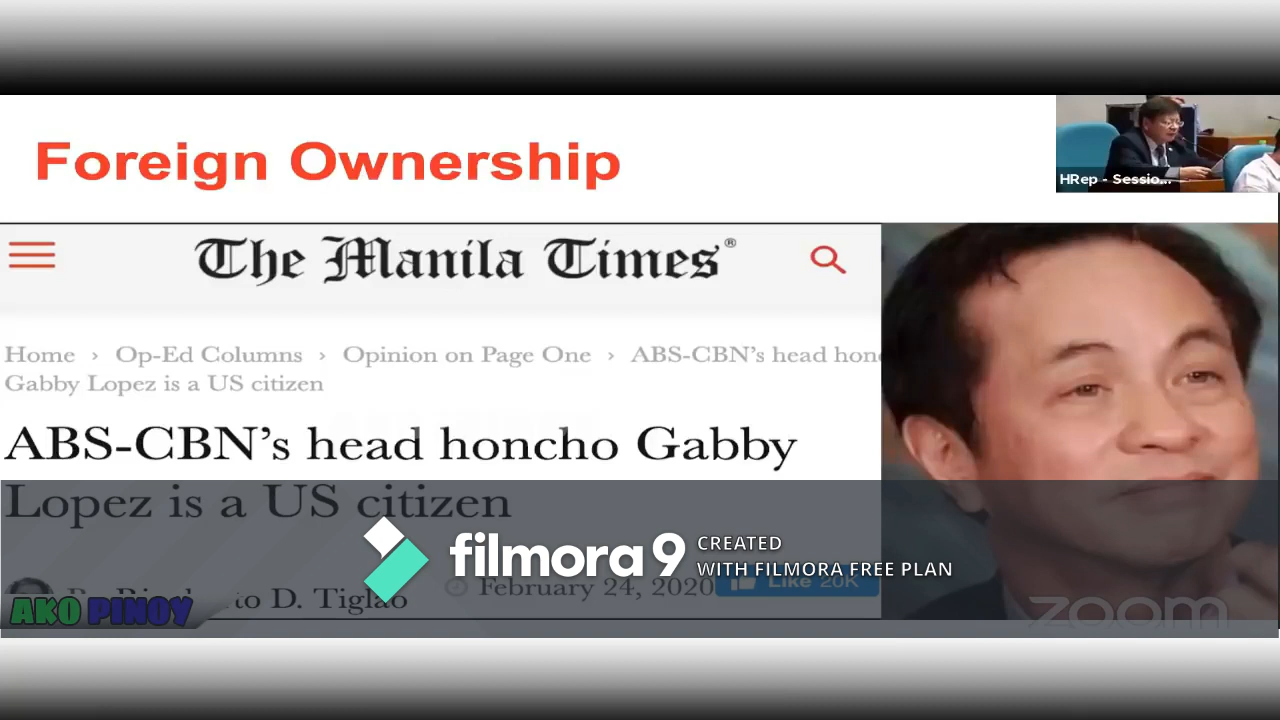 Foreign Ownership
HRep - Sessio...
The Manila Times®
Home › Op-Ed Columns › Opinion on Page One › ABS-CBN's head hon
Gabby Lopez is a US citizen
ABS-CBN's head honcho Gabby
Lopez is a US citizen
filmora9
CREATED
WITH FILMORA FREE PLAN
to D. Tiglao
February 24, 2020
Like 20K
AKO PINOY
zoom